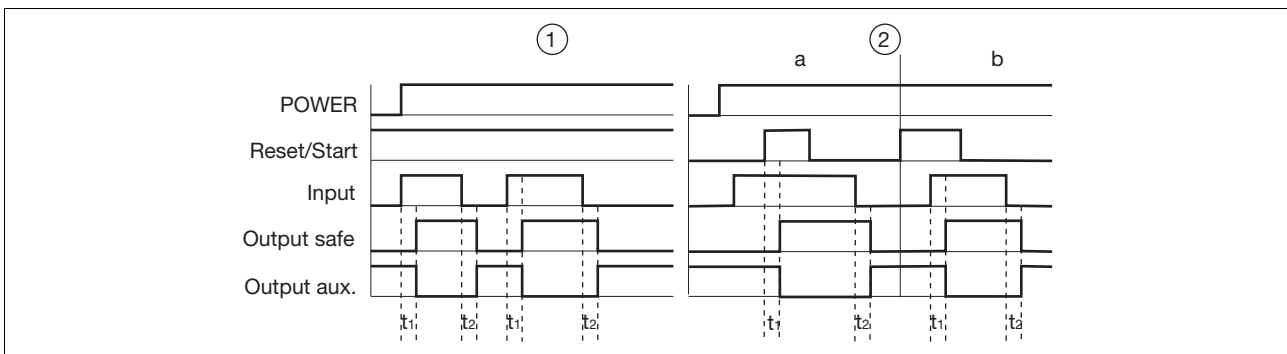 ① ②
a b
POWER
Reset/Start
Input
Output safe
Output aux.
t1 t2 t1 t2 t1 t2 t1 t2